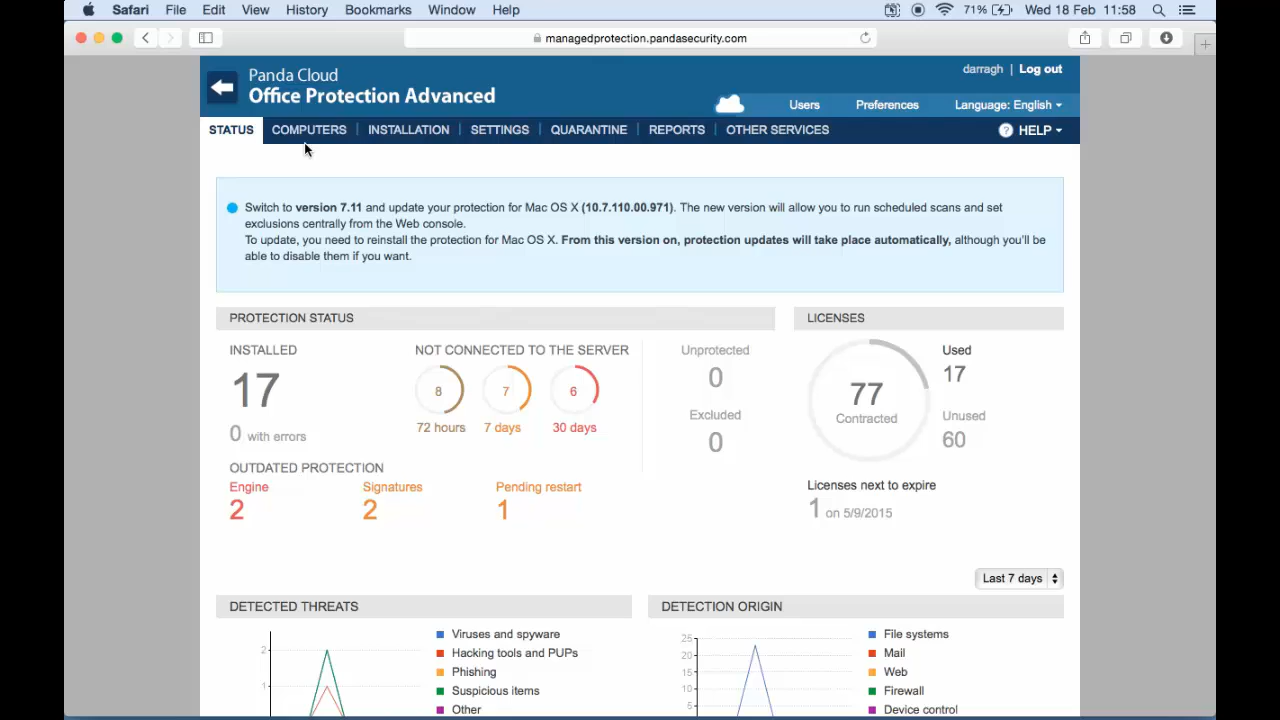 Safari File Edit View History Bookmarks Window Help 71% Wed 18 Feb 11:58
managedprotection.pandasecurity.com
Panda Cloud
Office Protection Advanced
darragh | Log out
Users Preferences Language: English
STATUS COMPUTERS INSTALLATION SETTINGS QUARANTINE REPORTS OTHER SERVICES ? HELP
Switch to version 7.11 and update your protection for Mac OS X (10.7.110.00.971). The new version will allow you to run scheduled scans and set
exclusions centrally from the Web console.
To update, you need to reinstall the protection for Mac OS X. From this version on, protection updates will take place automatically, although you'll be
able to disable them if you want.
PROTECTION STATUS
INSTALLED
17
0 with errors
NOT CONNECTED TO THE SERVER
8 7 6
72 hours 7 days 30 days
Unprotected
0
Excluded
0
OUTDATED PROTECTION
Engine Signatures Pending restart
2 2 1
LICENSES
77
Contracted
Used
17
Unused
60
Licenses next to expire
1 on 5/9/2015
Last 7 days
DETECTED THREATS
2
1
Viruses and spyware
Hacking tools and PUPs
Phishing
Suspicious items
Other
DETECTION ORIGIN
25
20
15
10
5
File systems
Mail
Web
Firewall
Device control